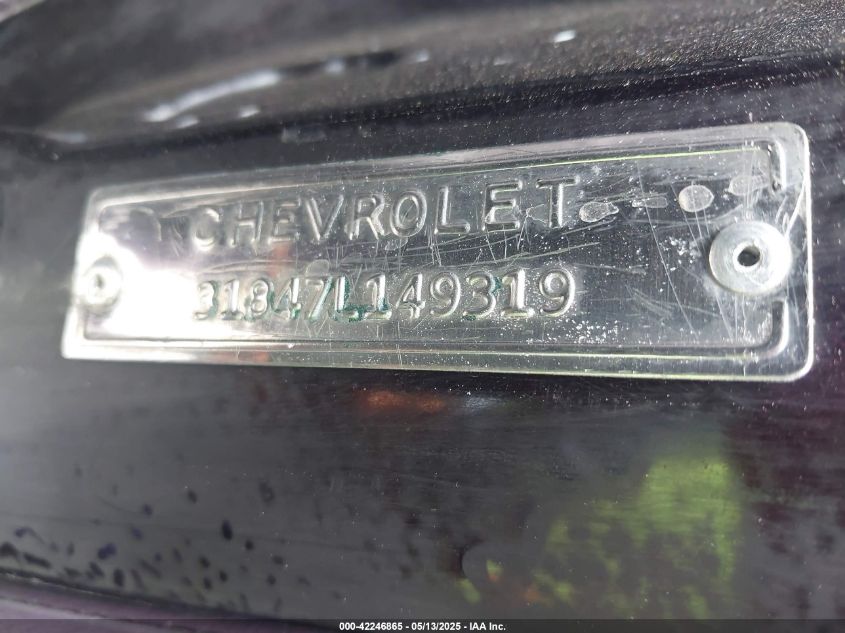 CHEVROLET
31847L149319
000-42246865 - 05/13/2025 - IAA Inc.